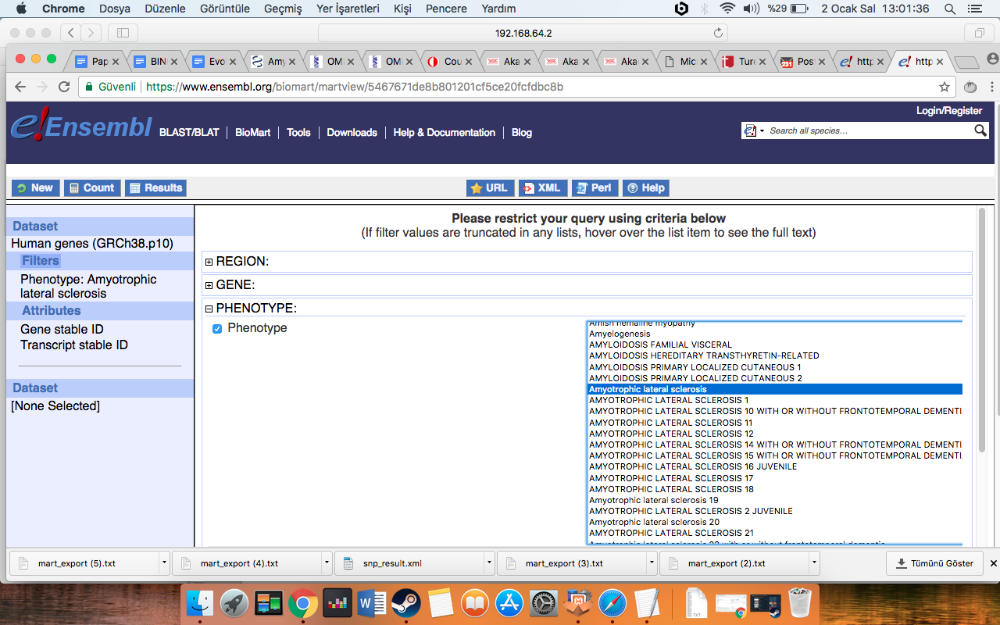 Chrome Dosya Düzenle Görüntüle Geçmiş Yer İşaretleri Kişi Pencere Yardım %29 2 Ocak Sal 13:01:36
192.168.64.2
Pap BIN Evol Amy OMI OMI Cou Aka Aka Aka Mic Ture 231 Post http http
Güvenli https://www.ensembl.org/biomart/martview/5467671de8b801201cf5ce20fcfdbc8b
Login/Register
e!Ensembl BLAST/BLAT BioMart Tools Downloads Help & Documentation Blog Search all species...
New Count Results URL XML Perl Help
Dataset
Human genes (GRCh38.p10)
Filters
Phenotype: Amyotrophic
lateral sclerosis
Attributes
Gene stable ID
Transcript stable ID
Dataset
[None Selected]
Please restrict your query using criteria below
(If filter values are truncated in any lists, hover over the list item to see the full text)
REGION:
GENE:
PHENOTYPE:
Phenotype
Amish nemaline myopathy
Amyelogenesis
AMYLOIDOSIS FAMILIAL VISCERAL
AMYLOIDOSIS HEREDITARY TRANSTHYRETIN-RELATED
AMYLOIDOSIS PRIMARY LOCALIZED CUTANEOUS 1
AMYLOIDOSIS PRIMARY LOCALIZED CUTANEOUS 2
Amyotrophic lateral sclerosis
AMYOTROPHIC LATERAL SCLEROSIS 1
AMYOTROPHIC LATERAL SCLEROSIS 10 WITH OR WITHOUT FRONTOTEMPORAL DEMENTI
AMYOTROPHIC LATERAL SCLEROSIS 11
AMYOTROPHIC LATERAL SCLEROSIS 12
AMYOTROPHIC LATERAL SCLEROSIS 14 WITH OR WITHOUT FRONTOTEMPORAL DEMENTI
AMYOTROPHIC LATERAL SCLEROSIS 15 WITH OR WITHOUT FRONTOTEMPORAL DEMENTI
AMYOTROPHIC LATERAL SCLEROSIS 16 JUVENILE
AMYOTROPHIC LATERAL SCLEROSIS 17
AMYOTROPHIC LATERAL SCLEROSIS 18
Amyotrophic lateral sclerosis 19
AMYOTROPHIC LATERAL SCLEROSIS 2 JUVENILE
Amyotrophic lateral sclerosis 20
AMYOTROPHIC LATERAL SCLEROSIS 21
Amyotrophic lateral sclerosis 22 with or without frontotemporal dementia
mart_export (5).txt mart_export (4).txt snp_result.xml mart_export (3).txt mart_export (2).txt Tümünü Göster
TXT